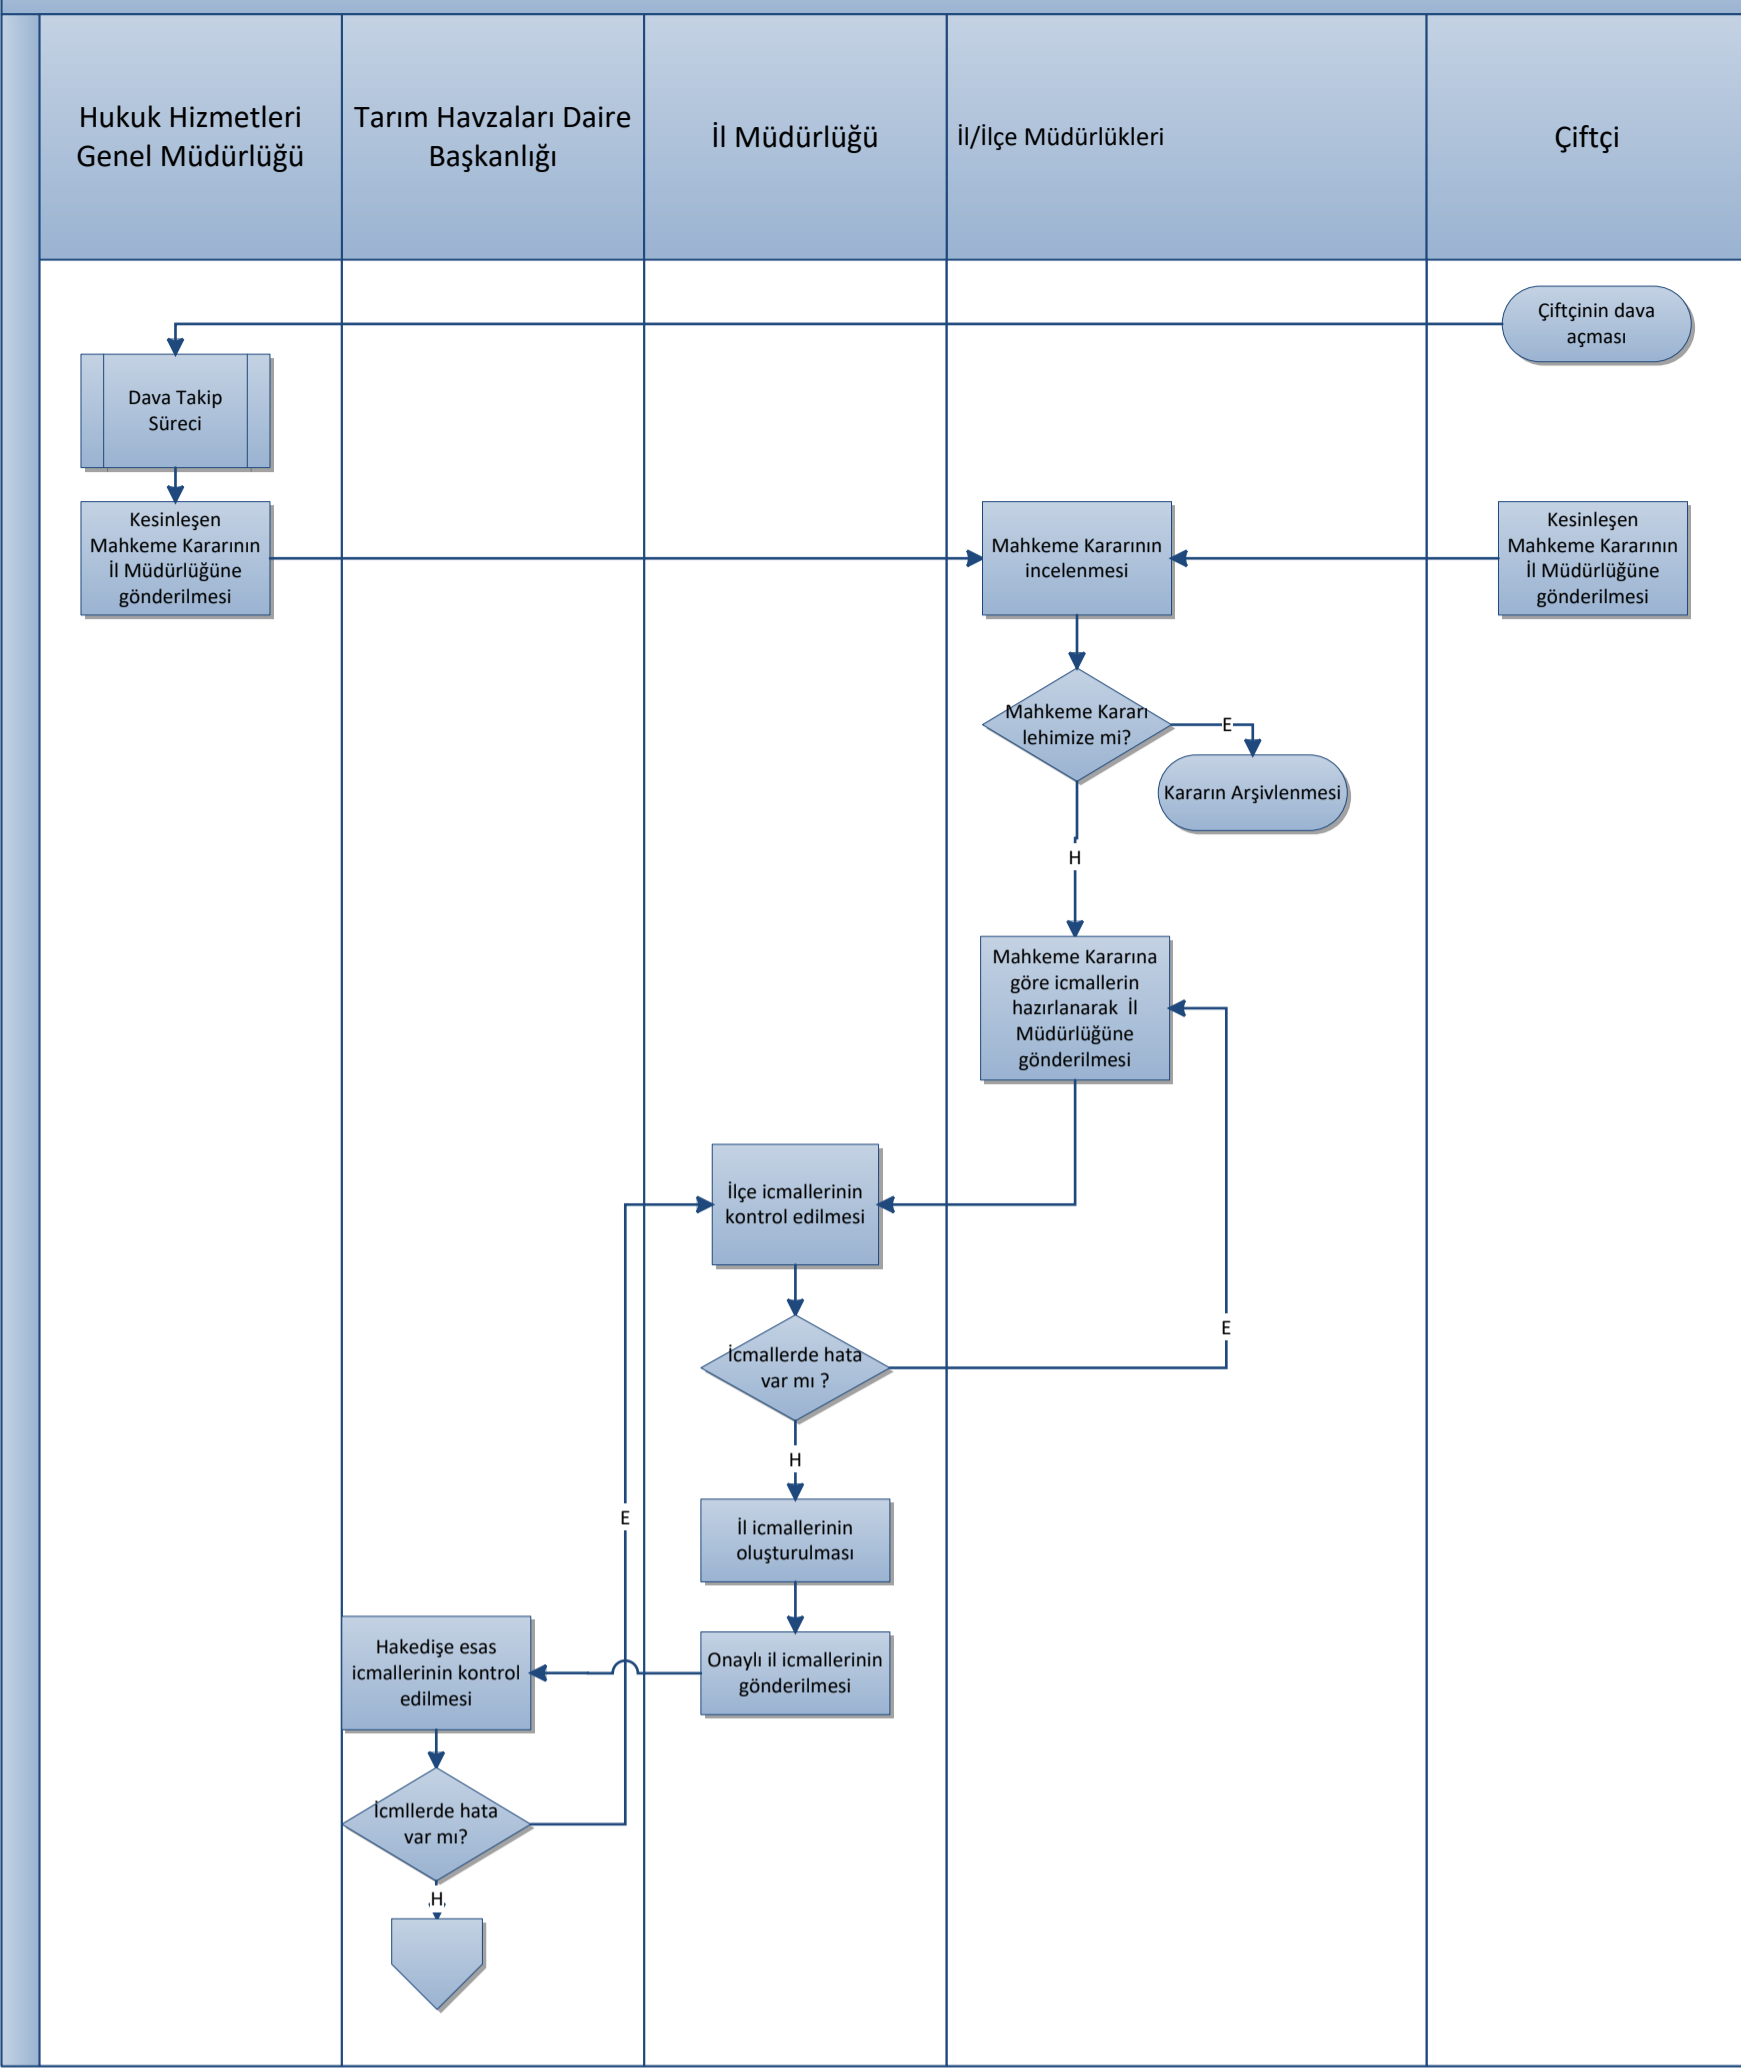 Hukuk Hizmetleri
Genel Müdürlüğü
Tarım Havzaları Daire
Başkanlığı
İl Müdürlüğü
İl/İlçe Müdürlükleri
Çiftçi
Çiftçinin dava
açması
Dava Takip
Süreci
Kesinleşen
Mahkeme Kararının
İl Müdürlüğüne
gönderilmesi
Mahkeme Kararının
incelenmesi
Kesinleşen
Mahkeme Kararının
İl Müdürlüğüne
gönderilmesi
Mahkeme Kararı
lehimize mi?
E
Kararın Arşivlenmesi
H
Mahkeme Kararına
göre icmallerin
hazırlanarak  İl
Müdürlüğüne
gönderilmesi
İlçe icmallerinin
kontrol edilmesi
E
İcmallerde hata
var mı ?
H
E
İl icmallerinin
oluşturulması
Hakedişe esas
icmallerinin kontrol
edilmesi
Onaylı il icmallerinin
gönderilmesi
İcmllerde hata
var mı?
H